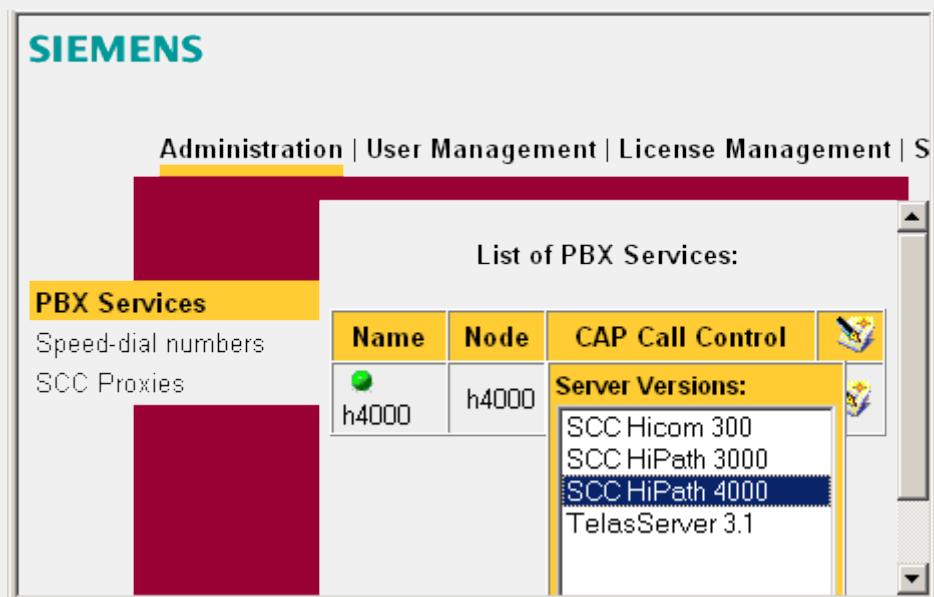 SIEMENS
Administration | User Management | License Management | S
List of PBX Services:
PBX Services
Speed-dial numbers
SCC Proxies
Name Node CAP Call Control
h4000 h4000
Server Versions:
SCC Hicom 300
SCC HiPath 3000
SCC HiPath 4000
TelasServer 3.1